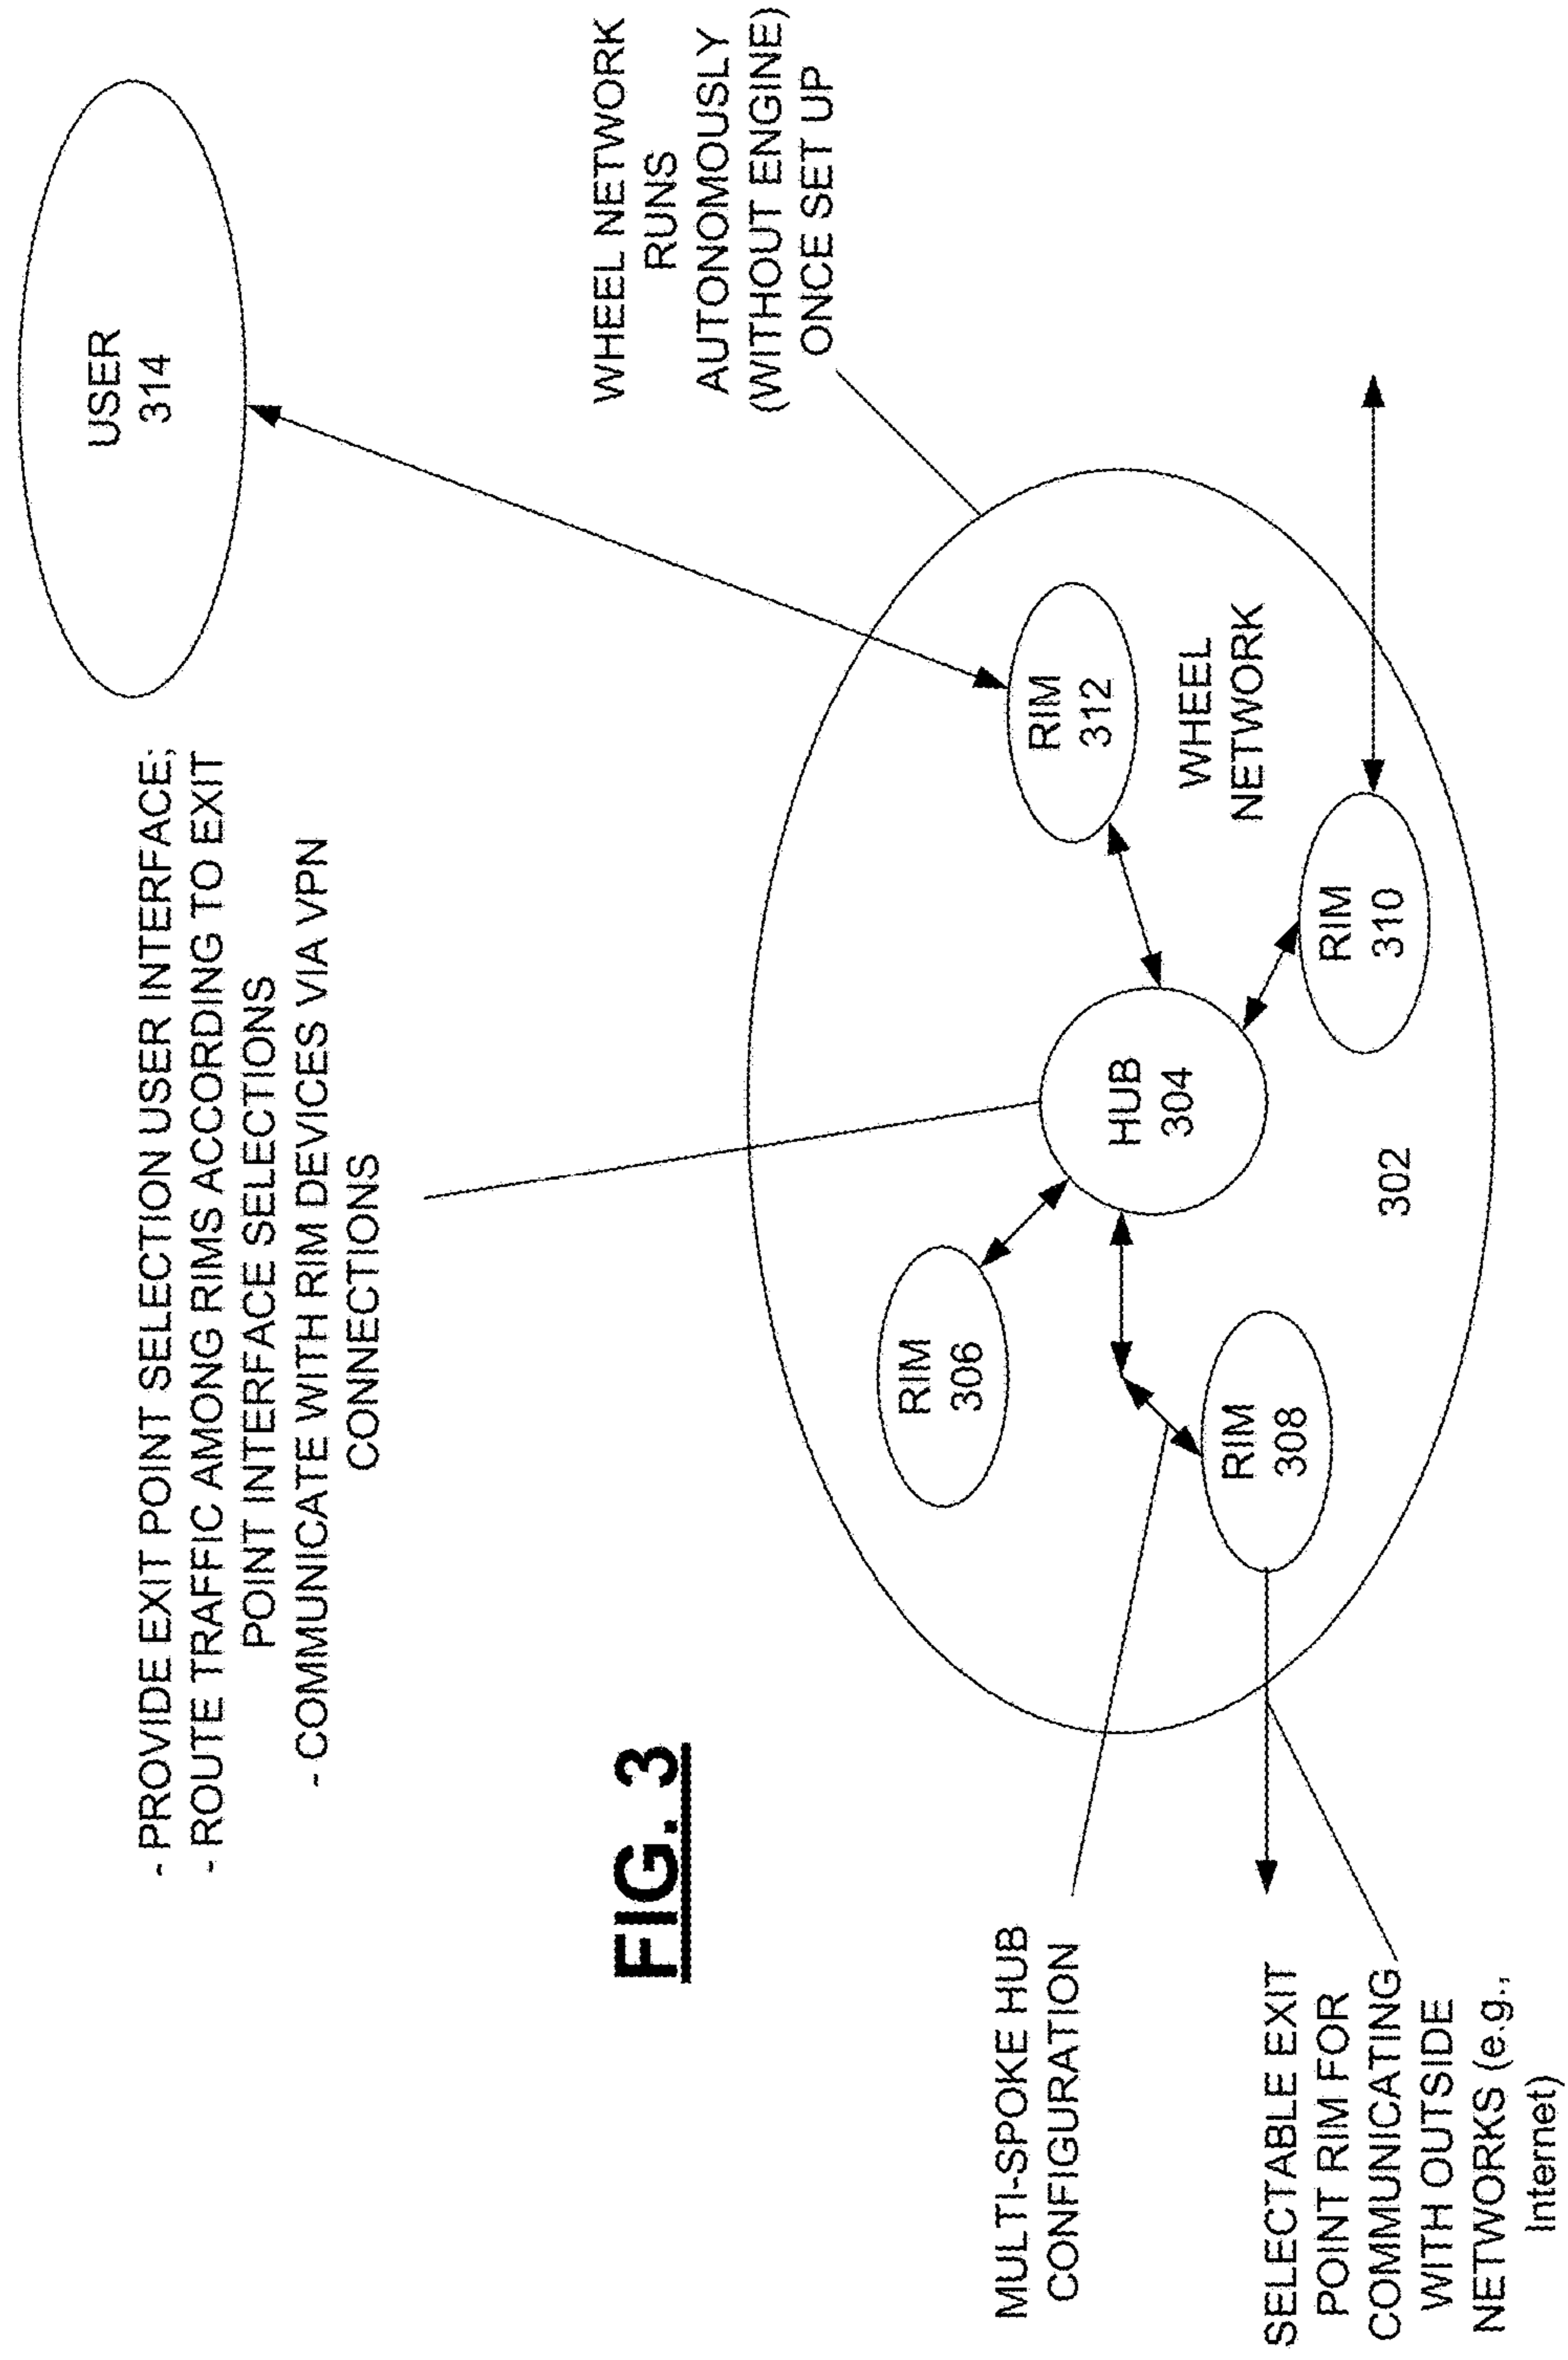 - PROVIDE EXIT POINT SELECTION USER INTERFACE;
- ROUTE TRAFFIC AMONG RIMS ACCORDING TO EXIT
POINT INTERFACE SELECTIONS
- COMMUNICATE WITH RIM DEVICES VIA VPN
CONNECTIONS
USER
314
FIG. 3
WHEEL NETWORK
RUNS
AUTONOMOUSLY
(WITHOUT ENGINE)
ONCE SET UP
MULTI-SPOKE HUB
CONFIGURATION
RIM
306
RIM
308
HUB
304
RIM
312
RIM
310
WHEEL
NETWORK
302
SELECTABLE EXIT
POINT RIM FOR
COMMUNICATING
WITH OUTSIDE
NETWORKS (e.g.,
Internet)